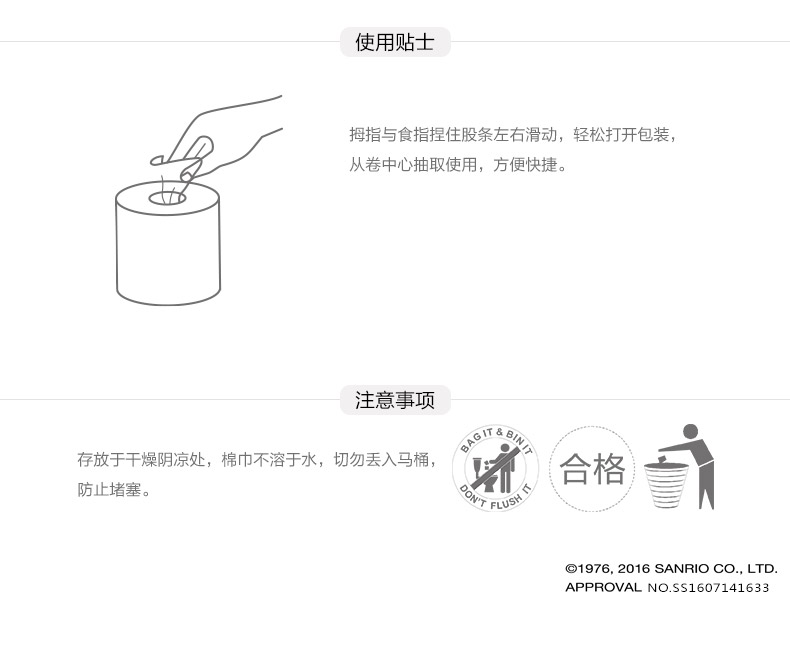 使用贴士
拇指与食指捏住股条左右滑动，轻松打开包装，
从卷中心抽取使用，方便快捷。
注意事项
存放于干燥阴凉处，棉巾不溶于水，切勿丢入马桶，
防止堵塞。
BAG IT & BIN IT
DON'T FLUSH IT
合格
©1976, 2016 SANRIO CO., LTD.
APPROVAL NO.SS1607141633